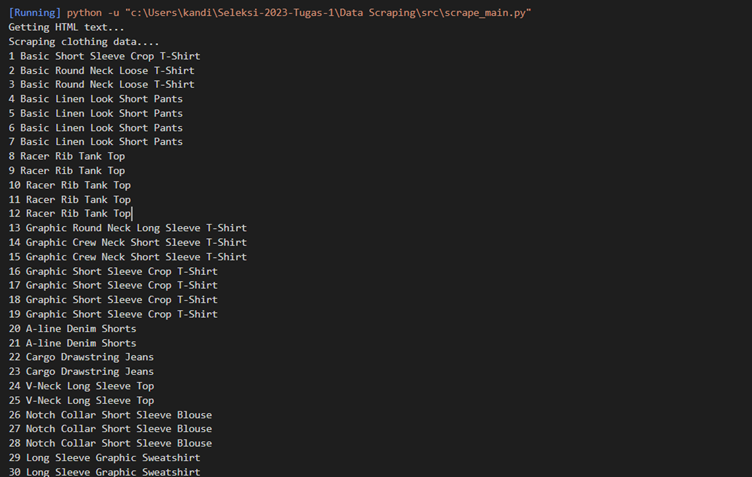 [Running] python -u "c:\Users\kandi\Seleksi-2023-Tugas-1\Data Scraping\src\scrape_main.py"
Getting HTML text...
Scraping clothing data....
1 Basic Short Sleeve Crop T-Shirt
2 Basic Round Neck Loose T-Shirt
3 Basic Round Neck Loose T-Shirt
4 Basic Linen Look Short Pants
5 Basic Linen Look Short Pants
6 Basic Linen Look Short Pants
7 Basic Linen Look Short Pants
8 Racer Rib Tank Top
9 Racer Rib Tank Top
10 Racer Rib Tank Top
11 Racer Rib Tank Top
12 Racer Rib Tank Top
13 Graphic Round Neck Long Sleeve T-Shirt
14 Graphic Crew Neck Short Sleeve T-Shirt
15 Graphic Crew Neck Short Sleeve T-Shirt
16 Graphic Short Sleeve Crop T-Shirt
17 Graphic Short Sleeve Crop T-Shirt
18 Graphic Short Sleeve Crop T-Shirt
19 Graphic Short Sleeve Crop T-Shirt
20 A-line Denim Shorts
21 A-line Denim Shorts
22 Cargo Drawstring Jeans
23 Cargo Drawstring Jeans
24 V-Neck Long Sleeve Top
25 V-Neck Long Sleeve Top
26 Notch Collar Short Sleeve Blouse
27 Notch Collar Short Sleeve Blouse
28 Notch Collar Short Sleeve Blouse
29 Long Sleeve Graphic Sweatshirt
30 Long Sleeve Graphic Sweatshirt